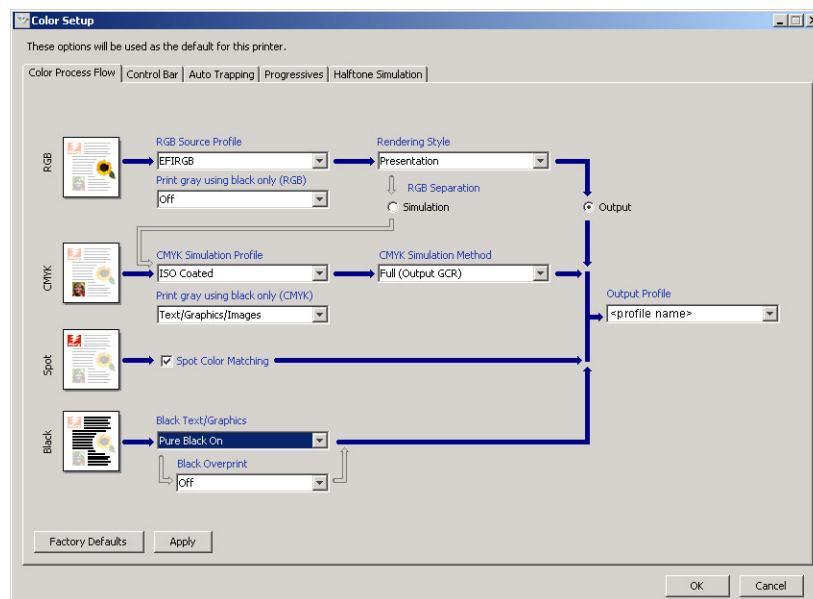 Color Setup
These options will be used as the default for this printer.
Color Process Flow
Control Bar
Auto Trapping
Progressives
Halftone Simulation
RGB
RGB Source Profile
EFIRGB
Rendering Style
Presentation
Print gray using black only (RGB)
Off
RGB Separation
Simulation
Output
CMYK
CMYK Simulation Profile
ISO Coated
CMYK Simulation Method
Full (Output GCR)
Print gray using black only (CMYK)
Text/Graphics/Images
Output Profile
<profile name>
Spot
Spot Color Matching
Black
Black Text/Graphics
Pure Black On
Black Overprint
Off
Factory Defaults
Apply
OK
Cancel